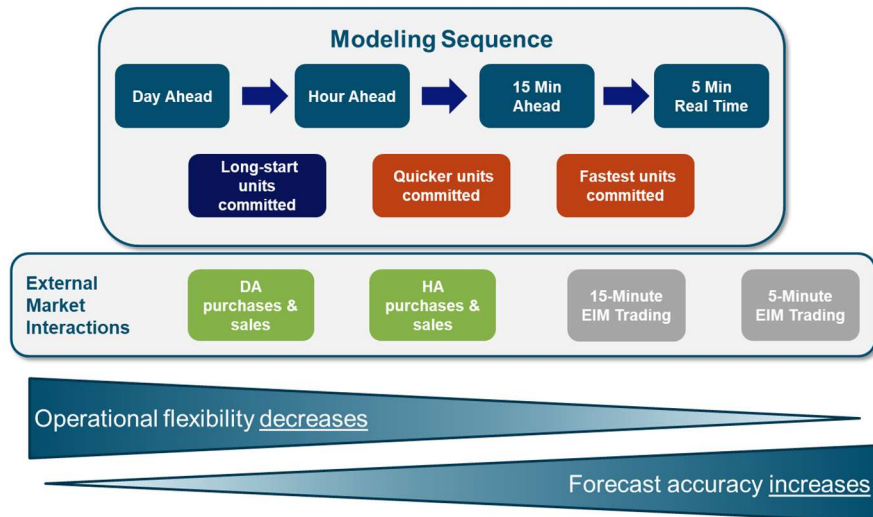 Modeling Sequence
Day Ahead
Hour Ahead
15 Min
Ahead
5 Min
Real Time
Long-start
units
committed
Quicker units
committed
Fastest units
committed
External
Market
Interactions
DA
purchases &
sales
HA
purchases &
sales
15-Minute
EIM Trading
5-Minute
EIM Trading
Operational flexibility decreases
Forecast accuracy increases